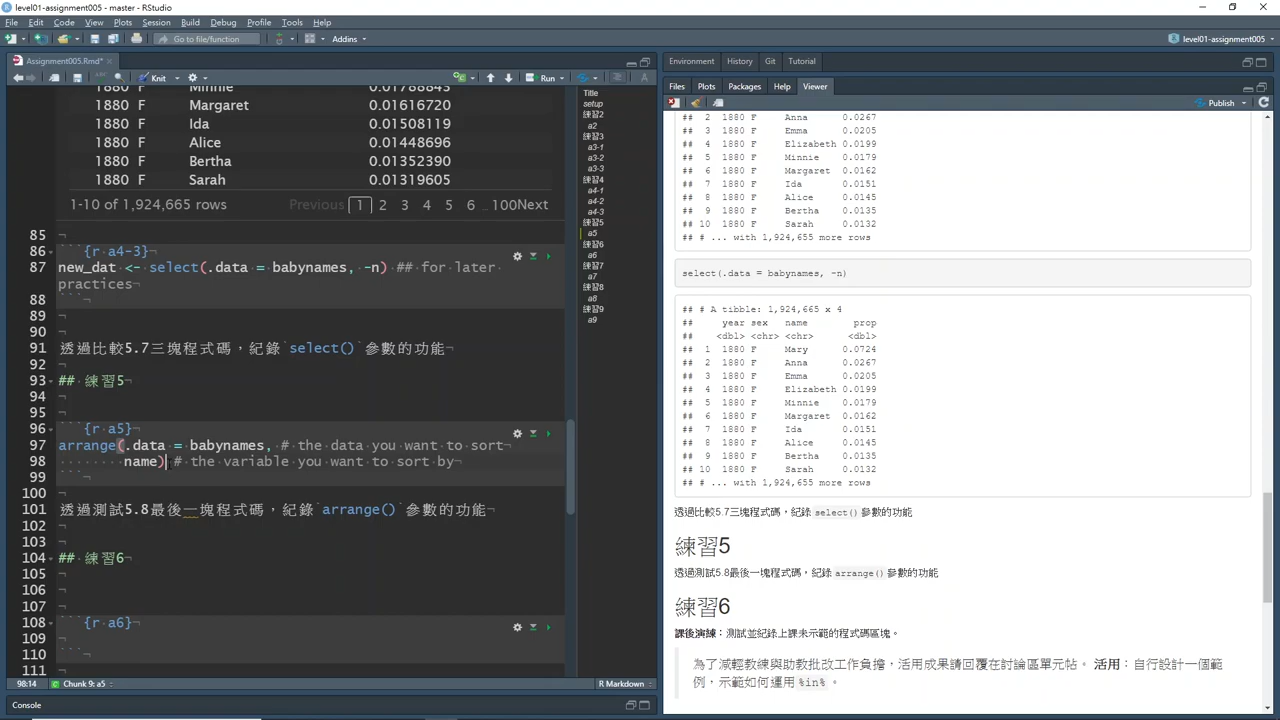 level01-assignment005 - master - RStudio
File Edit Code View Plots Session Build Debug Profile Tools Help
Go to file/function Addins level01-assignment005
Assignment005.Rmd*
Knit Run
1880 F Minnie 0.01788843
1880 F Margaret 0.01616720
1880 F Ida 0.01508119
1880 F Alice 0.01448696
1880 F Bertha 0.01352390
1880 F Sarah 0.01319605
1-10 of 1,924,665 rows Previous 1 2 3 4 5 6 ... 100Next
85
86 ```{r a4-3}
87 new_dat <- select(.data = babynames, -n) ## for later
practices
88 ```
89
90
91 透過比較5.7三塊程式碼，紀錄`select()`參數的功能
92
93 ## 練習5
94
95
96 ```{r a5}
97 arrange(.data = babynames, # the data you want to sort
98 name) # the variable you want to sort by
99 ```
100
101 透過測試5.8最後一塊程式碼，紀錄`arrange()`參數的功能
102
103
104 ## 練習6
105
106
107
108 ```{r a6}
109
110 ```
111
98:14 Chunk 9: a5 R Markdown
Console
Title
setup
練習2
a2
練習3
a3-1
a3-2
a3-3
練習4
a4-1
a4-2
a4-3
練習5
a5
練習6
a6
練習7
a7
練習8
a8
練習9
a9
Environment History Git Tutorial
Files Plots Packages Help Viewer
Publish
## 2 1880 F Anna 0.0267
## 3 1880 F Emma 0.0205
## 4 1880 F Elizabeth 0.0199
## 5 1880 F Minnie 0.0179
## 6 1880 F Margaret 0.0162
## 7 1880 F Ida 0.0151
## 8 1880 F Alice 0.0145
## 9 1880 F Bertha 0.0135
## 10 1880 F Sarah 0.0132
## # ... with 1,924,655 more rows
select(.data = babynames, -n)
## # A tibble: 1,924,665 x 4
## year sex name prop
## <dbl> <chr> <chr> <dbl>
## 1 1880 F Mary 0.0724
## 2 1880 F Anna 0.0267
## 3 1880 F Emma 0.0205
## 4 1880 F Elizabeth 0.0199
## 5 1880 F Minnie 0.0179
## 6 1880 F Margaret 0.0162
## 7 1880 F Ida 0.0151
## 8 1880 F Alice 0.0145
## 9 1880 F Bertha 0.0135
## 10 1880 F Sarah 0.0132
## # ... with 1,924,655 more rows
透過比較5.7三塊程式碼，紀錄 select() 參數的功能
練習5
透過測試5.8最後一塊程式碼，紀錄 arrange() 參數的功能
練習6
課後演練：測試並紀錄上課未示範的程式碼區塊。
為了減輕教練與助教批改工作負擔，活用成果請回覆在討論區單元帖。 活用：自行設計一個範
例，示範如何運用 %in% 。